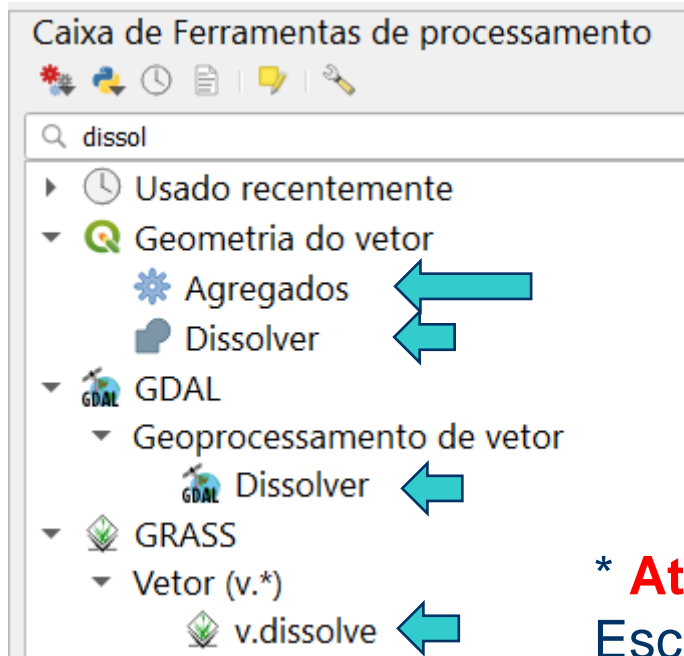 Caixa de Ferramentas de processamento
dissol
Usado recentemente
Geometria do vetor
Agregados
Dissolver
GDAL GDAL
Geoprocessamento de vetor
GDAL Dissolver
GRASS
Vetor (v.*)
* At
v.dissolve
Esc